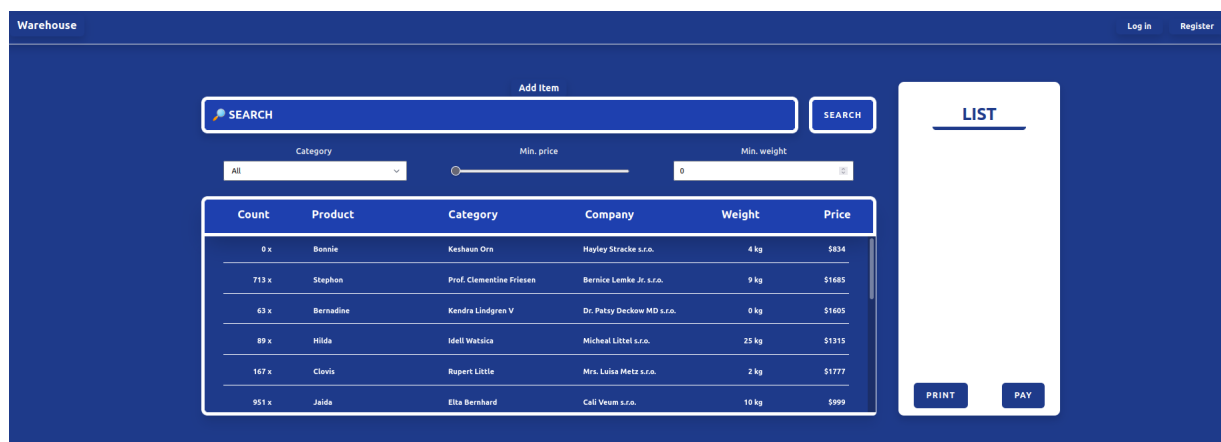 Warehouse Log in Register
Add Item
🔎 SEARCH SEARCH
LIST
Category Min. price Min. weight
All 0
Count Product Category Company Weight Price
0 x Bonnie Keshaun Orn Hayley Stracke s.r.o. 4 kg $834
713 x Stephon Prof. Clementine Friesen Bernice Lemke Jr. s.r.o. 9 kg $1685
63 x Bernadine Kendra Lindgren V Dr. Patsy Deckow MD s.r.o. 0 kg $1605
89 x Hilda Idell Watsica Micheal Littel s.r.o. 25 kg $1315
167 x Clovis Rupert Little Mrs. Luisa Metz s.r.o. 2 kg $1777
951 x Jaida Elta Bernhard Cali Veum s.r.o. 10 kg $999
PRINT PAY